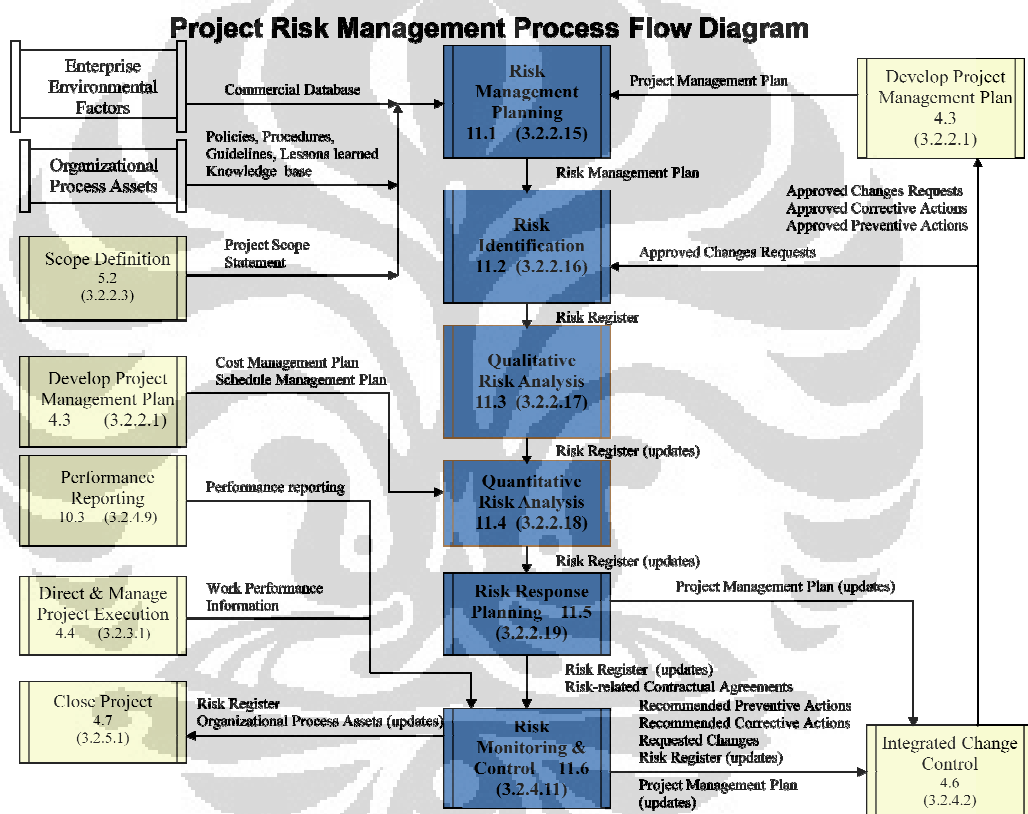 Project Risk Management Process Flow Diagram
Enterprise
Environmental
Factors
Commercial Database
Risk
Management
Planning
11.1 (3.2.2.15)
Project Management Plan
Develop Project
Management Plan
4.3
(3.2.2.1)
Organizational
Process Assets
Policies, Procedures,
Guidelines, Lessons learned
Knowledge base
Risk Management Plan
Approved Changes Requests
Approved Corrective Actions
Approved Preventive Actions
Scope Definition
5.2
(3.2.2.3)
Project Scope
Statement
Risk
Identification
11.2 (3.2.2.16)
Approved Changes Requests
Risk Register
Develop Project
Management Plan
4.3 (3.2.2.1)
Cost Management Plan
Schedule Management Plan
Qualitative
Risk Analysis
11.3 (3.2.2.17)
Risk Register (updates)
Performance
Reporting
10.3 (3.2.4.9)
Performance reporting
Quantitative
Risk Analysis
11.4 (3.2.2.18)
Risk Register (updates)
Direct & Manage
Project Execution
4.4 (3.2.3.1)
Work Performance
Information
Risk Response
Planning 11.5
(3.2.2.19)
Project Management Plan (updates)
Risk Register (updates)
Risk-related Contractual Agreements
Close Project
4.7
(3.2.5.1)
Risk Register
Organizational Process Assets (updates)
Risk
Monitoring &
Control 11.6
(3.2.4.11)
Recommended Preventive Actions
Recommended Corrective Actions
Requested Changes
Risk Register (updates)
Project Management Plan
(updates)
Integrated Change
Control
4.6
(3.2.4.2)